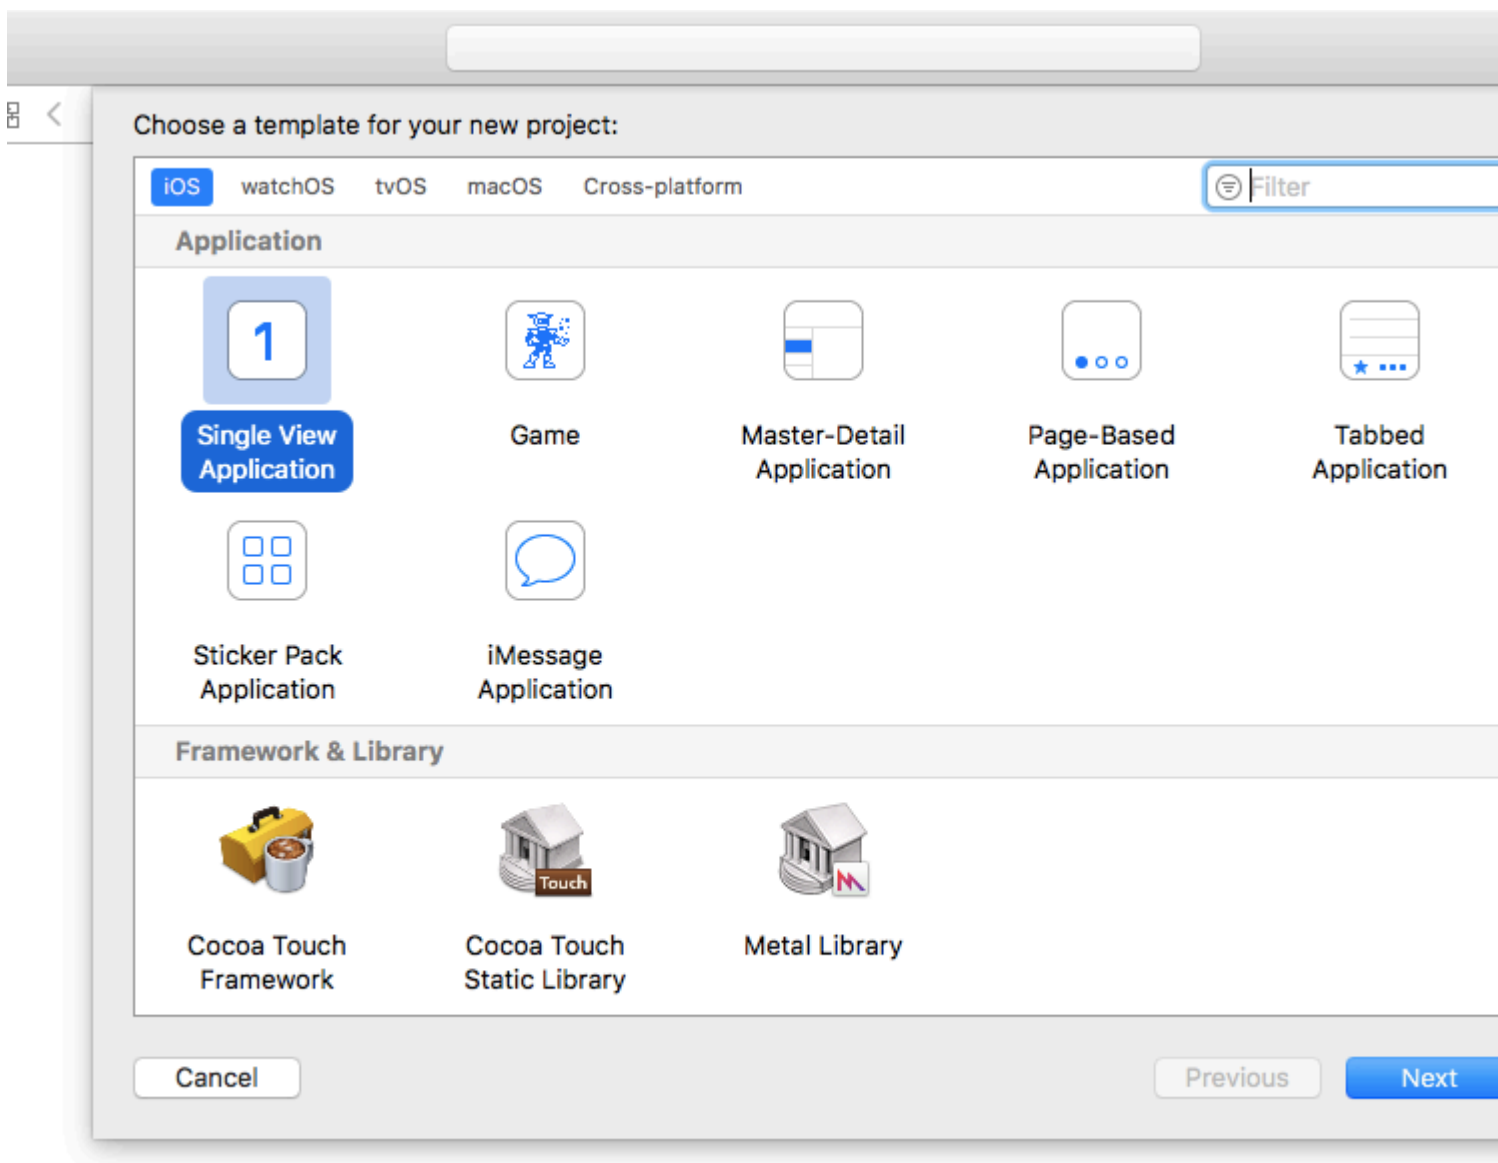 Choose a template for your new project:
iOS watchOS tvOS macOS Cross-platform Filter
Application
1
Single View Game Master-Detail Page-Based Tabbed
Application Application Application Application
Sticker Pack iMessage
Application Application
Framework & Library
Touch
Cocoa Touch Cocoa Touch Metal Library
Framework Static Library
Cancel Previous Next